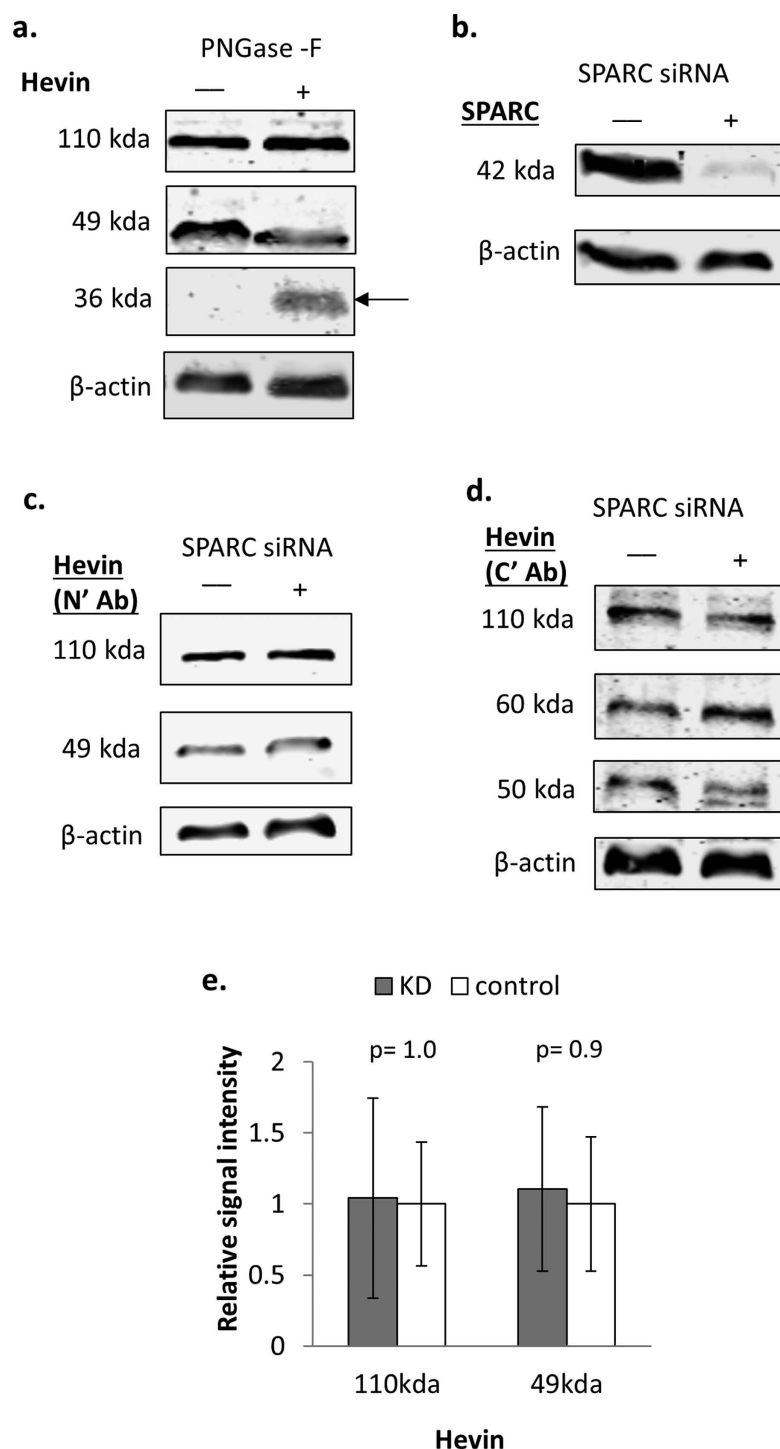 a.
PNGase -F
Hevin
— +
110 kda
49 kda
36 kda
β-actin
b.
SPARC siRNA
SPARC
— +
42 kda
β-actin
c.
SPARC siRNA
Hevin
(N’ Ab)
— +
110 kda
49 kda
β-actin
d.
SPARC siRNA
Hevin
(C’ Ab)
— +
110 kda
60 kda
50 kda
β-actin
e.
KD control
p= 1.0 p= 0.9
Relative signal intensity
2
1.5
1
0.5
0
110kda 49kda
Hevin